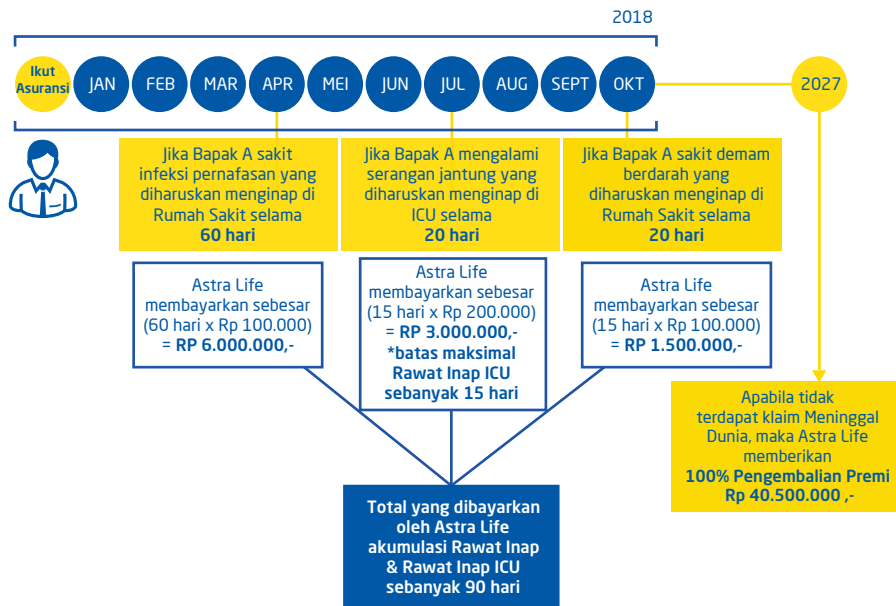 2018
Ikut
Asuransi
JAN
FEB
MAR
APR
MEI
JUN
JUL
AUG
SEPT
OKT
2027
Jika Bapak A sakit
infeksi pernafasan yang
diharuskan menginap di
Rumah Sakit selama
60 hari
Jika Bapak A mengalami
serangan jantung yang
diharuskan menginap di
ICU selama
20 hari
Jika Bapak A sakit demam
berdarah yang
diharuskan menginap di
Rumah Sakit selama
20 hari
Astra Life
membayarkan sebesar
(60 hari x Rp 100.000)
= RP 6.000.000,-
Astra Life
membayarkan sebesar
(15 hari x Rp 200.000)
= RP 3.000.000,-
*batas maksimal
Rawat Inap ICU
sebanyak 15 hari
Astra Life
membayarkan sebesar
(15 hari x Rp 100.000)
= RP 1.500.000,-
Apabila tidak
terdapat klaim Meninggal
Dunia, maka Astra Life
memberikan
100% Pengembalian Premi
Rp 40.500.000 ,-
Total yang dibayarkan
oleh Astra Life
akumulasi Rawat Inap
& Rawat Inap ICU
sebanyak 90 hari